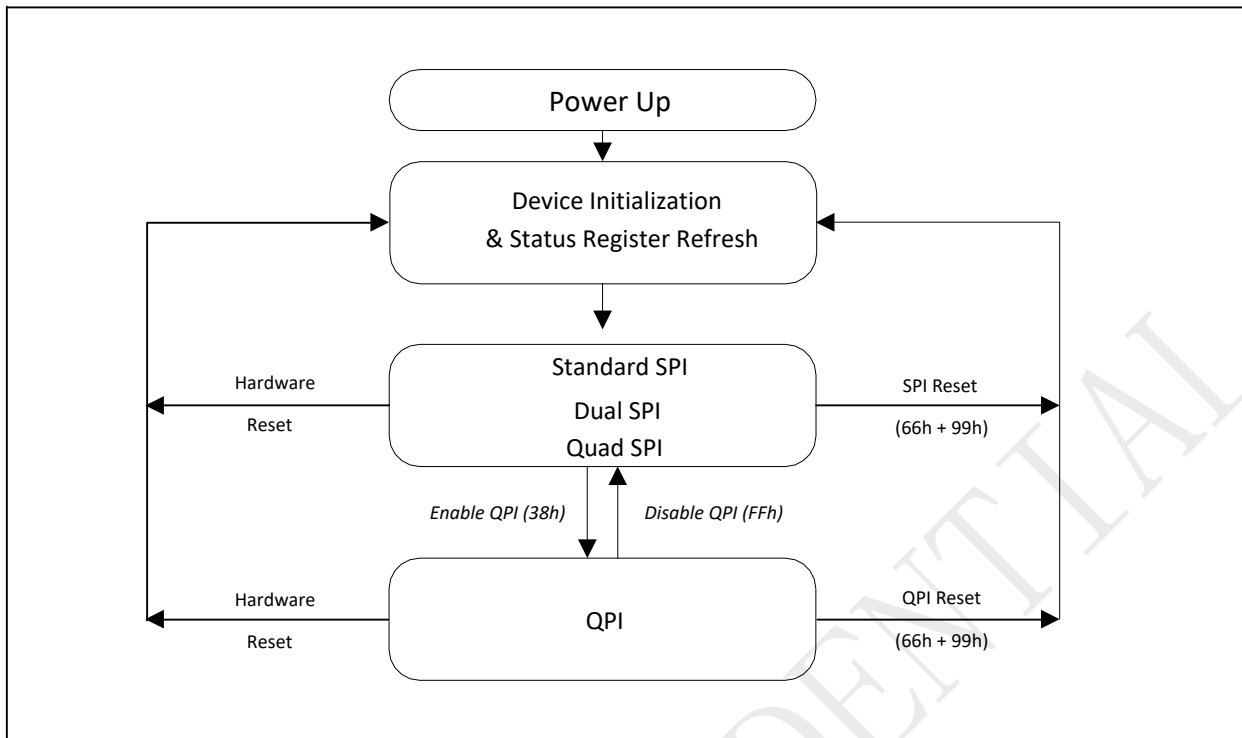 Power Up
Device Initialization
& Status Register Refresh
Standard SPI
Dual SPI
Quad SPI
Hardware
Reset
SPI Reset
(66h + 99h)
Enable QPI (38h)
Disable QPI (FFh)
QPI
Hardware
Reset
QPI Reset
(66h + 99h)
DENTIAL